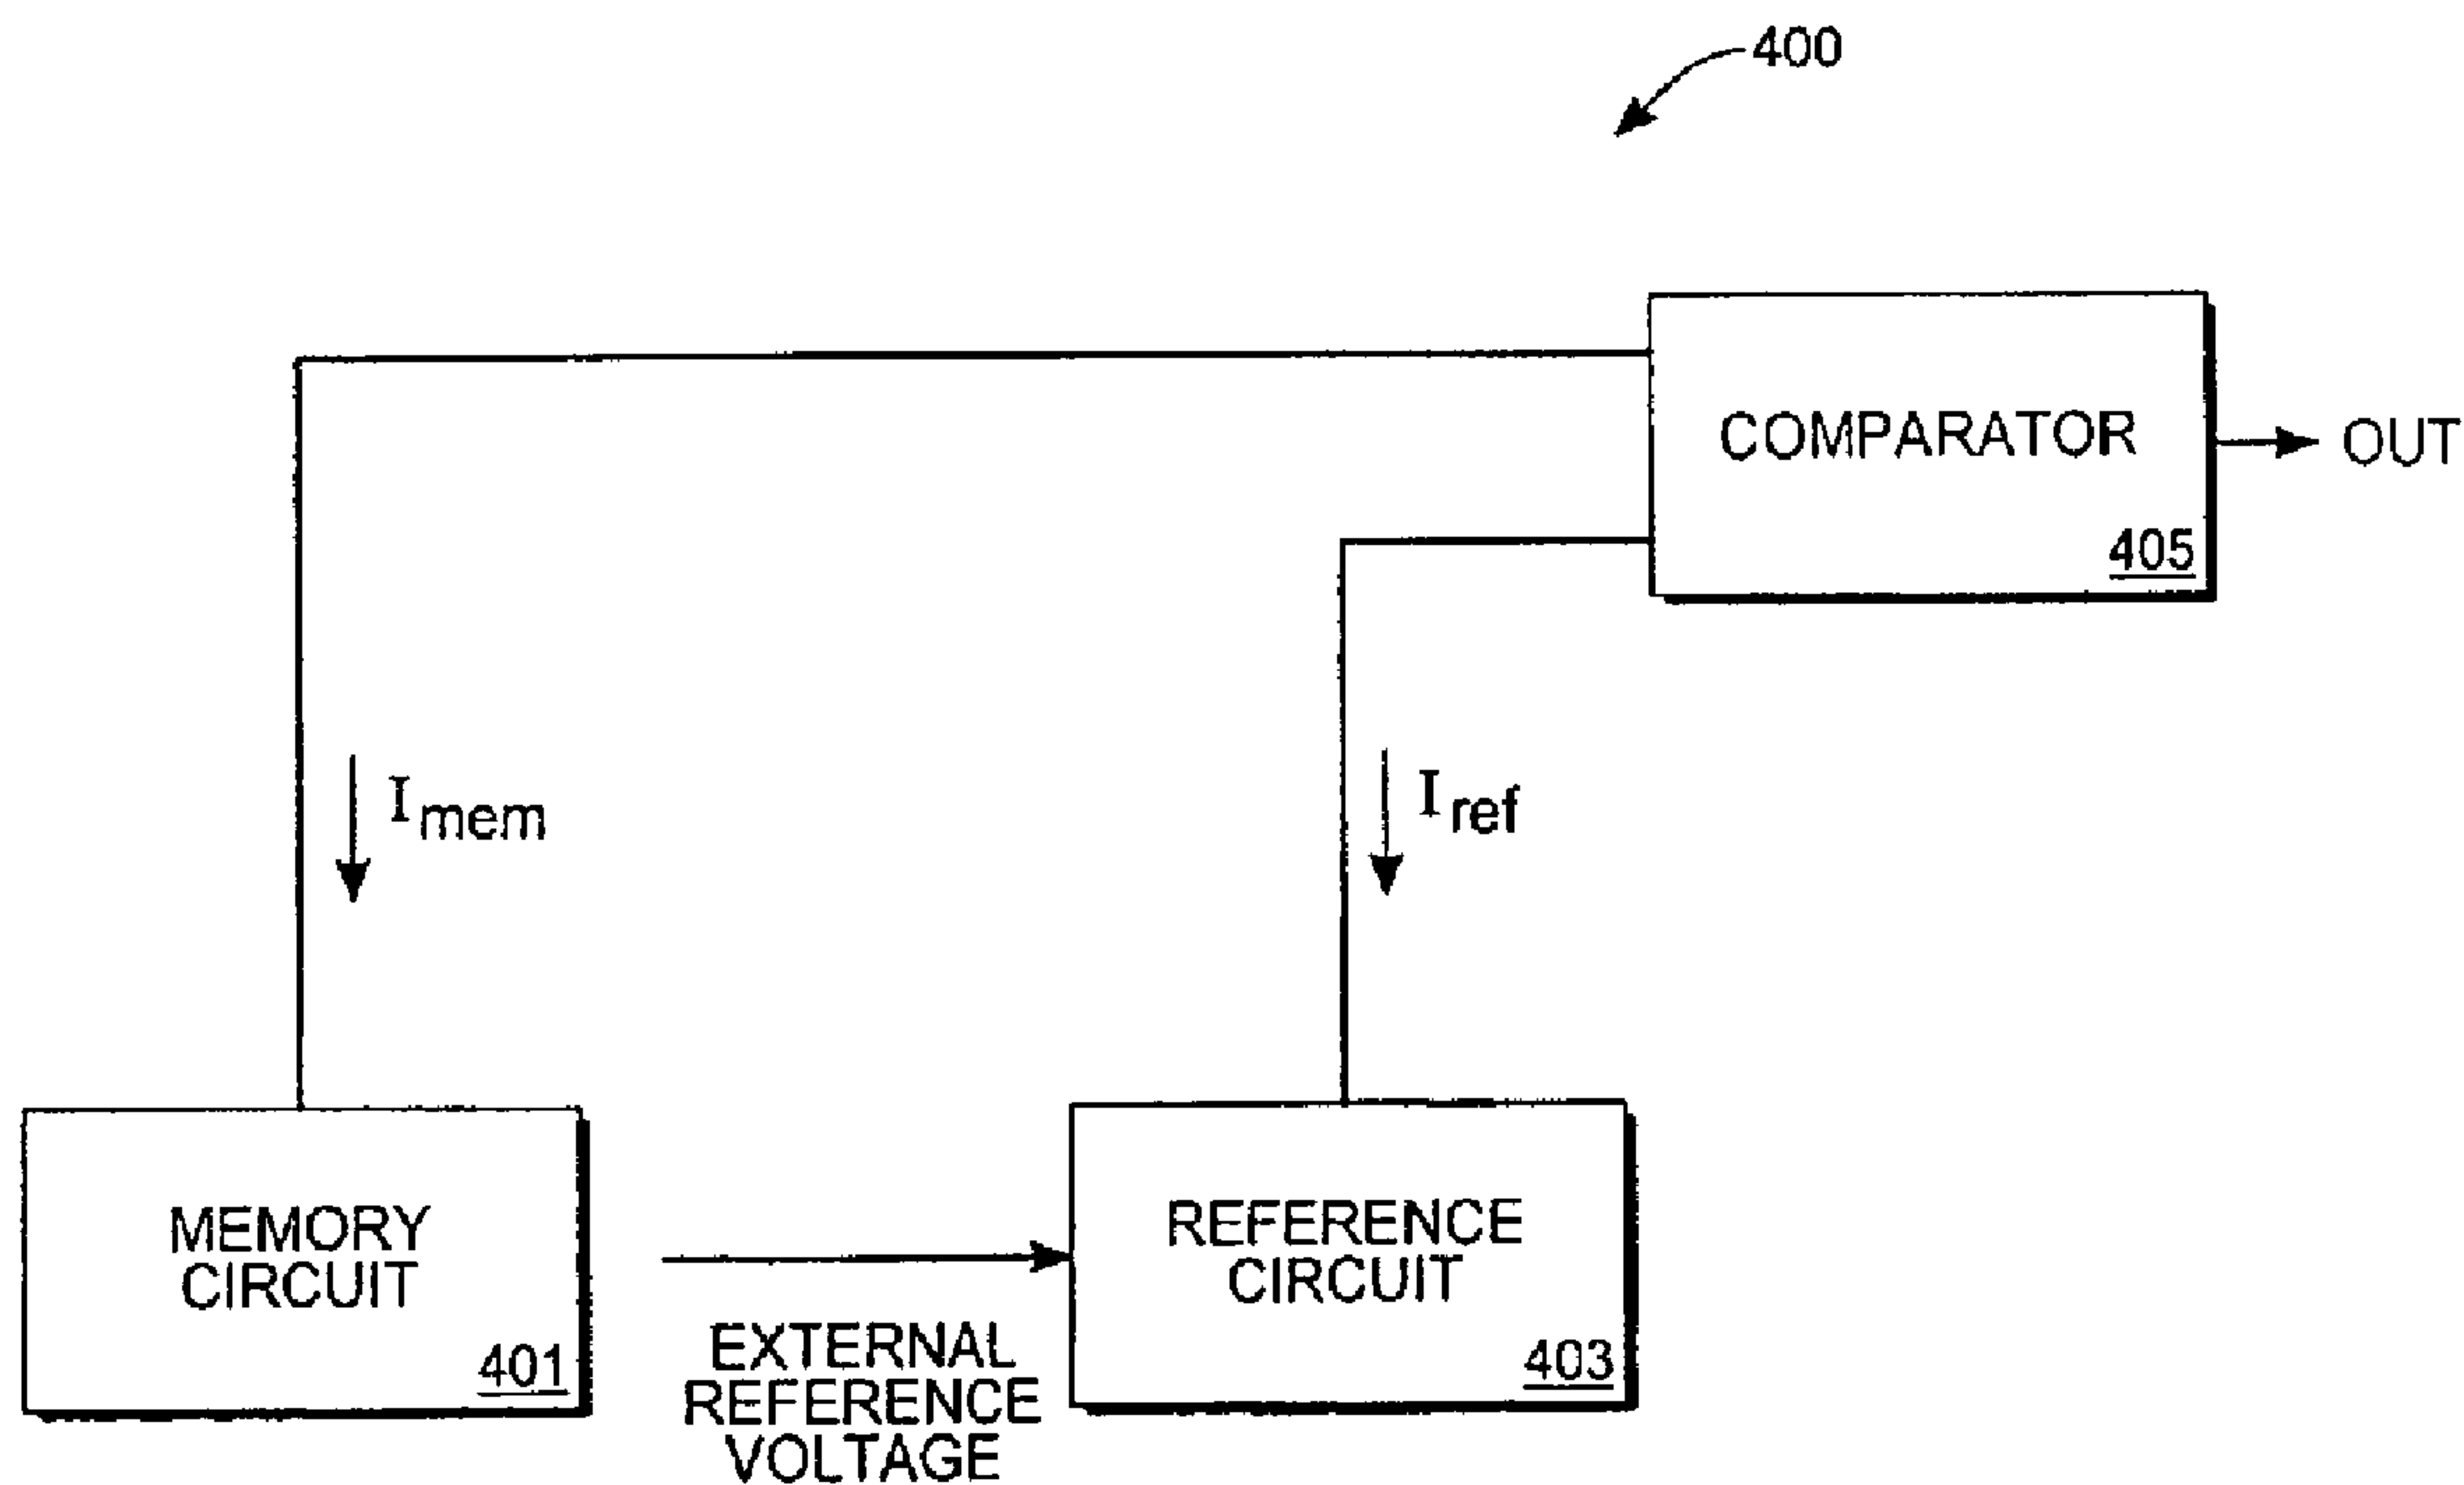 400
COMPARATOR
OUT
405
Imem
Iref
MEMORY
CIRCUIT
401
EXTERNAL
REFERENCE
VOLTAGE
REFERENCE
CIRCUIT
403